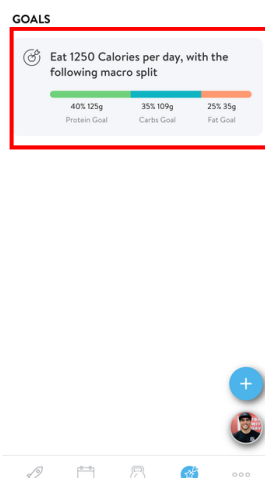 GOALS
Eat 1250 Calories per day, with the
following macro split
40% 125g 35% 109g 25% 35g
Protein Goal Carbs Goal Fat Goal